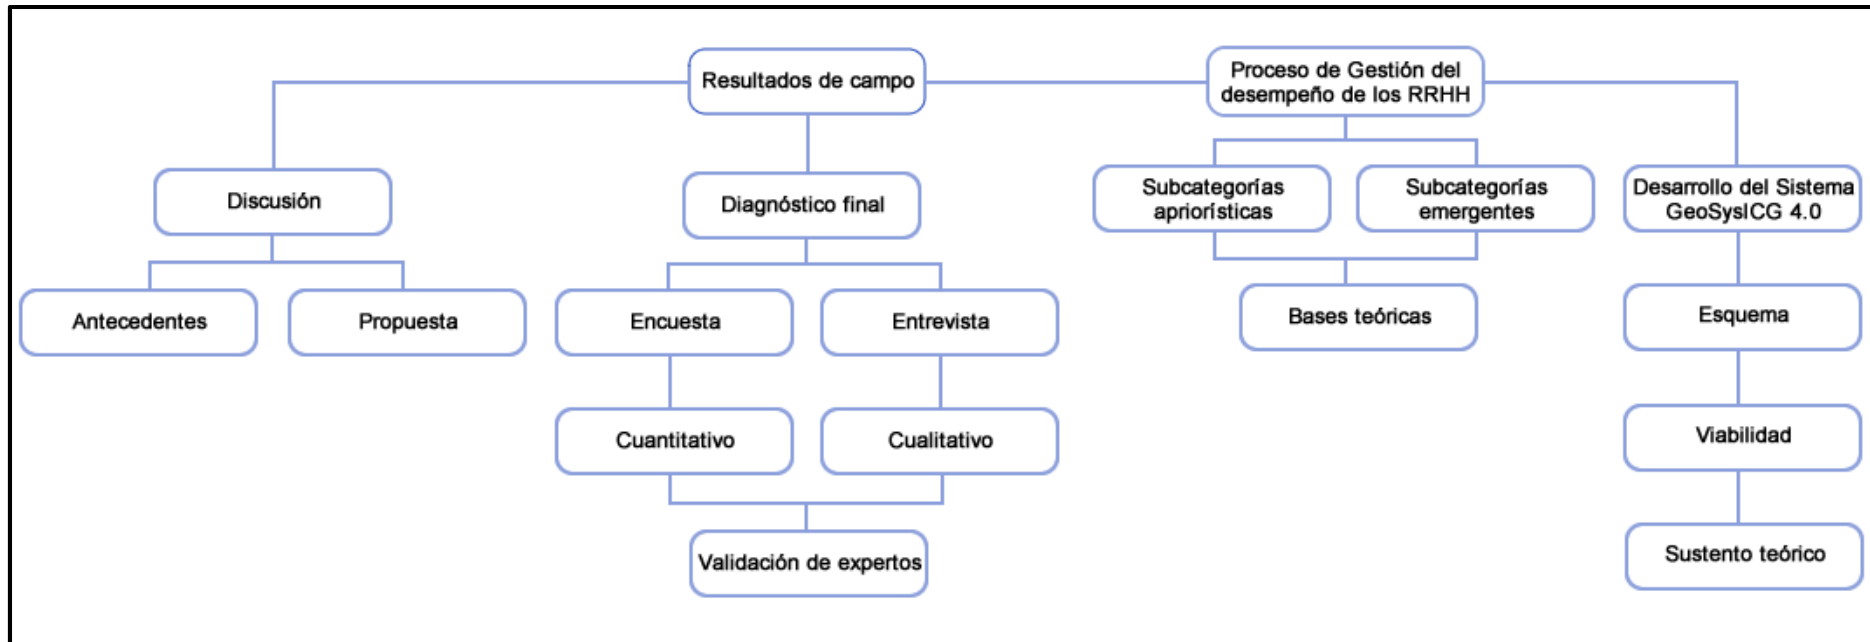 Resultados de campo
Proceso de Gestión del
desempeño de los RRHH
Discusión
Diagnóstico final
Subcategorías
apriorísticas
Subcategorías
emergentes
Desarrollo del Sistema
GeoSysICG 4.0
Antecedentes
Propuesta
Encuesta
Entrevista
Bases teóricas
Esquema
Cuantitativo
Cualitativo
Viabilidad
Validación de expertos
Sustento teórico